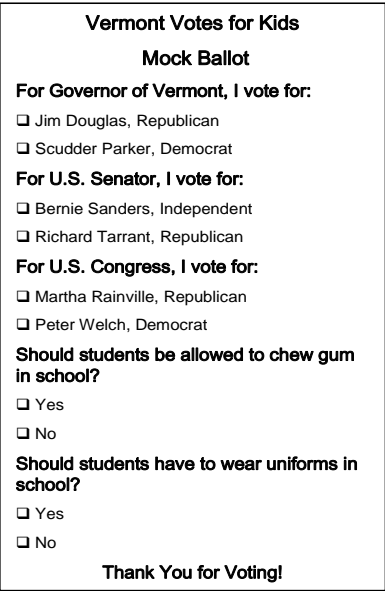 Vermont Votes for Kids
Mock Ballot
For Governor of Vermont, I vote for:
❑ Jim Douglas, Republican
❑ Scudder Parker, Democrat
For U.S. Senator, I vote for:
❑ Bernie Sanders, Independent
❑ Richard Tarrant, Republican
For U.S. Congress, I vote for:
❑ Martha Rainville, Republican
❑ Peter Welch, Democrat
Should students be allowed to chew gum
in school?
❑ Yes
❑ No
Should students have to wear uniforms in
school?
❑ Yes
❑ No
Thank You for Voting!